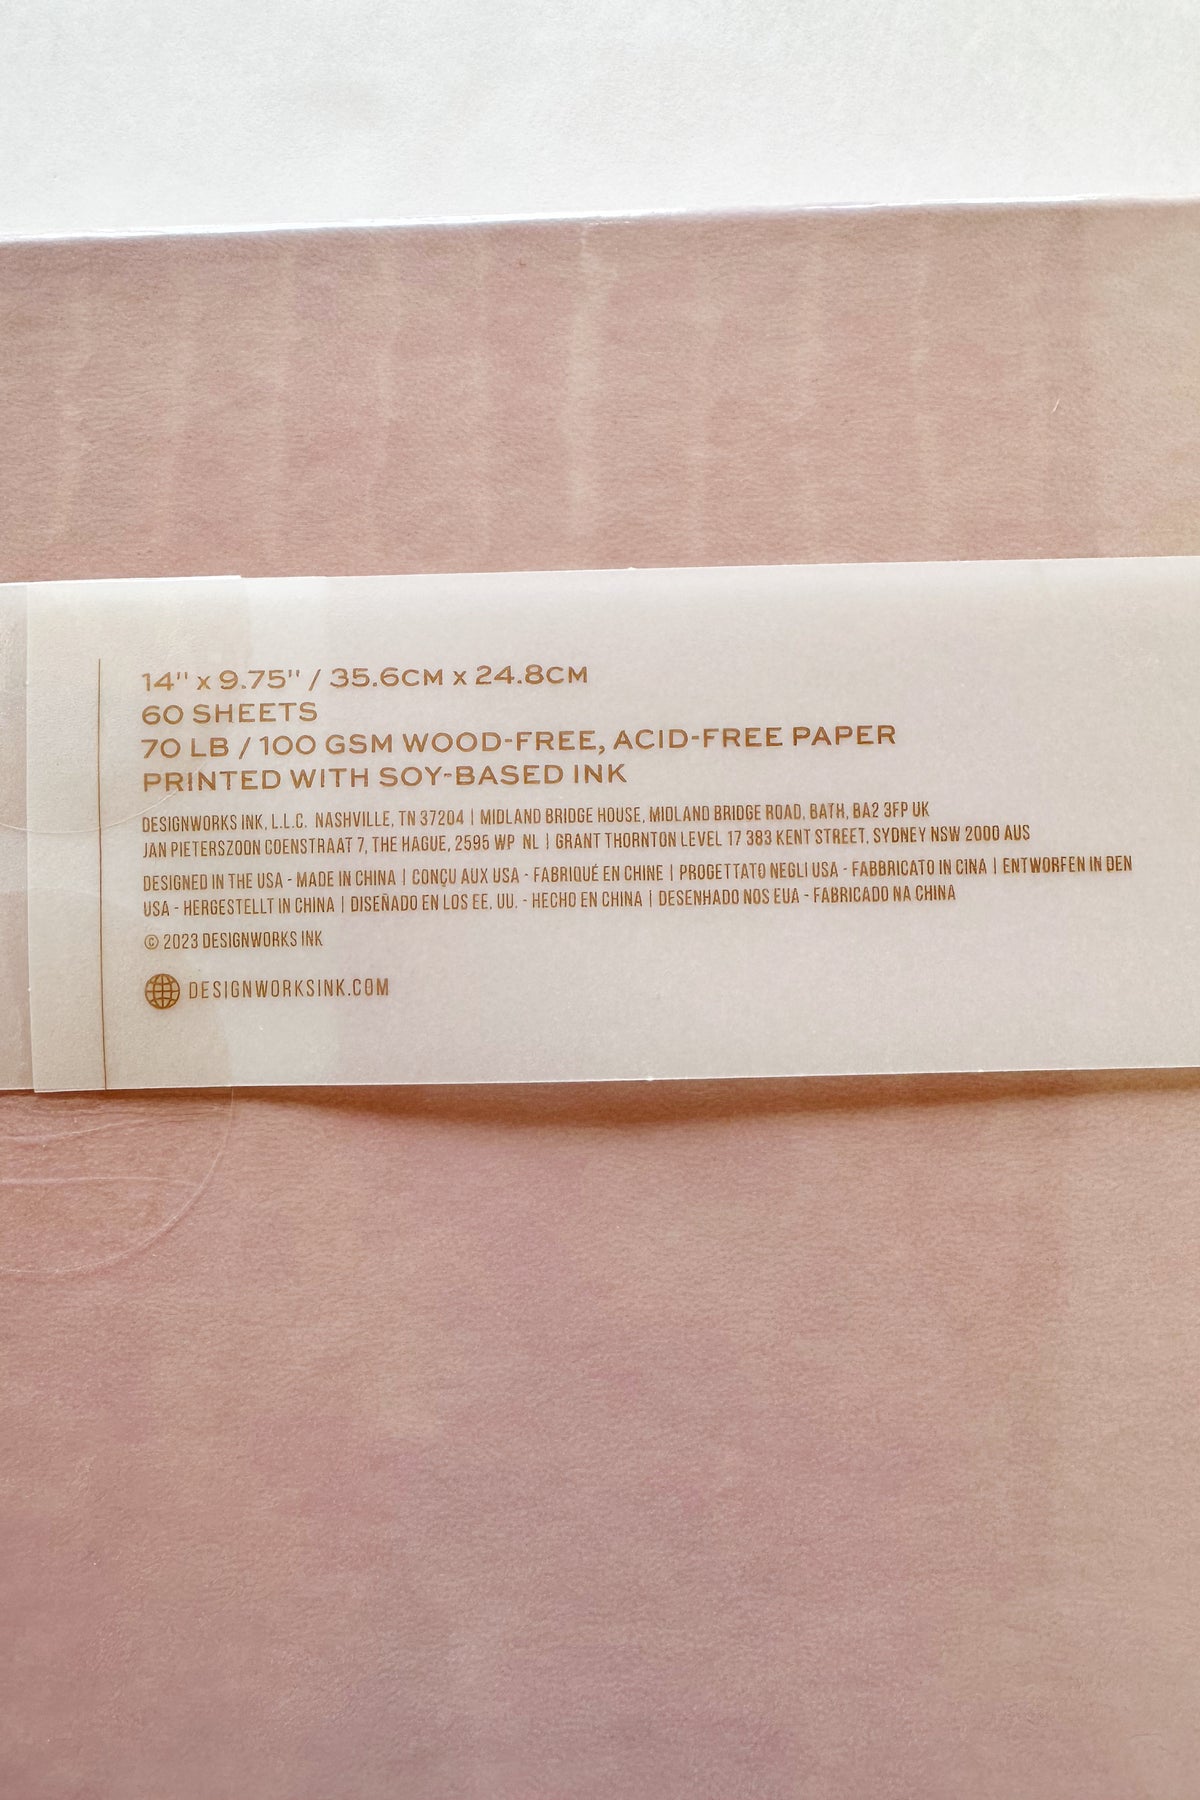 14" x 9.75" / 35.6CM x 24.8CM
60 SHEETS
70 LB / 100 GSM WOOD-FREE, ACID-FREE PAPER
PRINTED WITH SOY-BASED INK
DESIGNWORKS INK, L.L.C. NASHVILLE, TN 37204 | MIDLAND BRIDGE HOUSE, MIDLAND BRIDGE ROAD, BATH, BA2 3FP UK
JAN PIETERSZOON COENSTRAAT 7, THE HAGUE, 2595 WP NL | GRANT THORNTON LEVEL 17 383 KENT STREET, SYDNEY NSW 2000 AUS
DESIGNED IN THE USA - MADE IN CHINA | CONÇU AUX USA - FABRIQUÉ EN CHINE | PROGETTATO NEGLI USA - FABBRICATO IN CINA | ENTWORFEN IN DEN
USA - HERGESTELLT IN CHINA | DISEÑADO EN LOS EE. UU. - HECHO EN CHINA | DESENHADO NOS EUA - FABRICADO NA CHINA
© 2023 DESIGNWORKS INK
DESIGNWORKSINK.COM